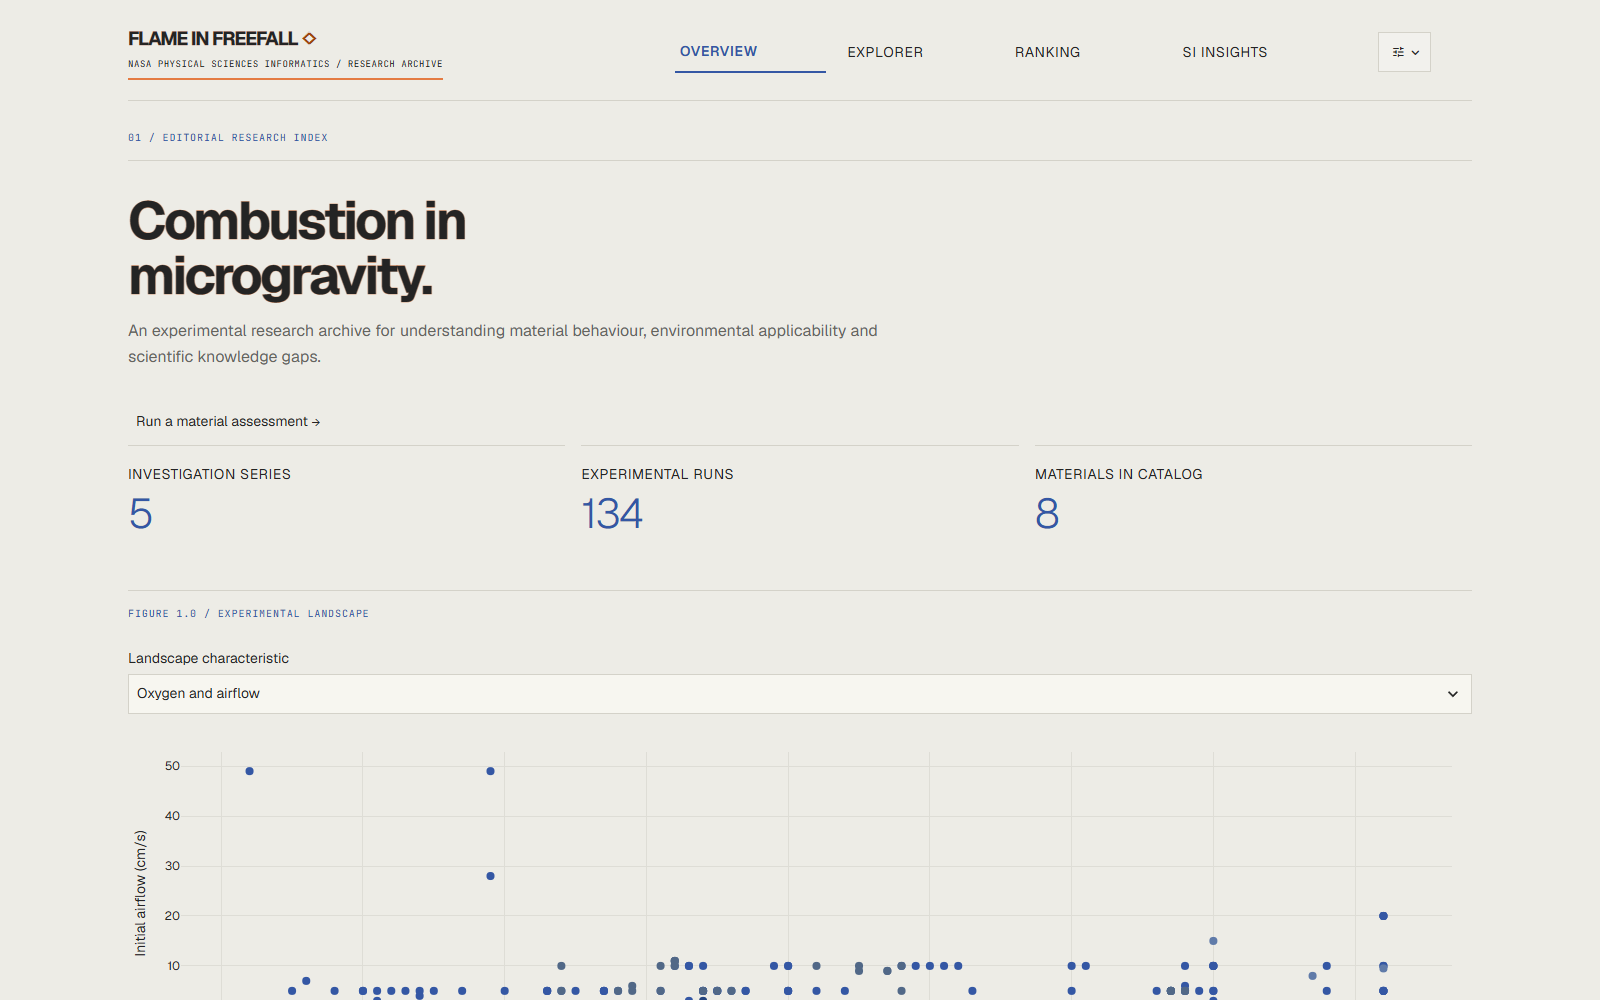 FLAME IN FREEFALL
NASA PHYSICAL SCIENCES INFORMATICS / RESEARCH ARCHIVE
OVERVIEW
EXPLORER
RANKING
SI INSIGHTS
01 / EDITORIAL RESEARCH INDEX
Combustion in
microgravity.
An experimental research archive for understanding material behaviour, environmental applicability and
scientific knowledge gaps.
Run a material assessment →
INVESTIGATION SERIES
5
EXPERIMENTAL RUNS
134
MATERIALS IN CATALOG
8
FIGURE 1.0 / EXPERIMENTAL LANDSCAPE
Landscape characteristic
Oxygen and airflow
Initial airflow (cm/s)
50
40
30
20
10